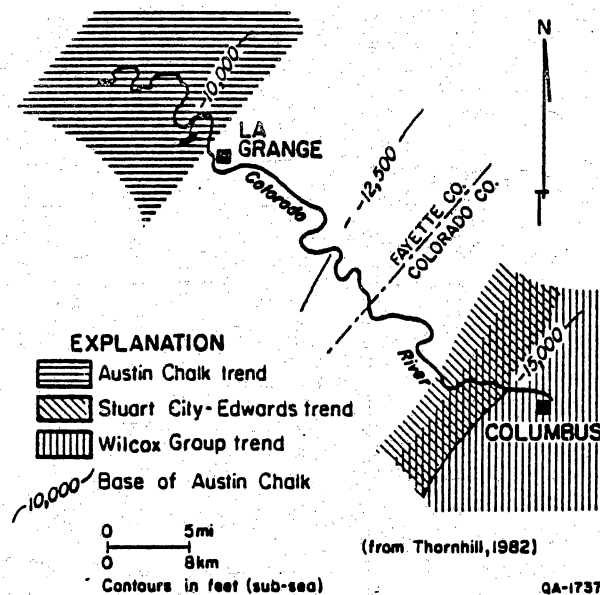 N
-10,000
LA
GRANGE
Colorado
-12,500
FAYETTE CO.
COLORADO CO.
River
-15,000
COLUMBUS
EXPLANATION
Austin Chalk trend
Stuart City-Edwards trend
Wilcox Group trend
-10,000 Base of Austin Chalk
0 5mi
0 8km
Contours in feet (sub-sea)
(from Thornhill, 1982)
QA-1737